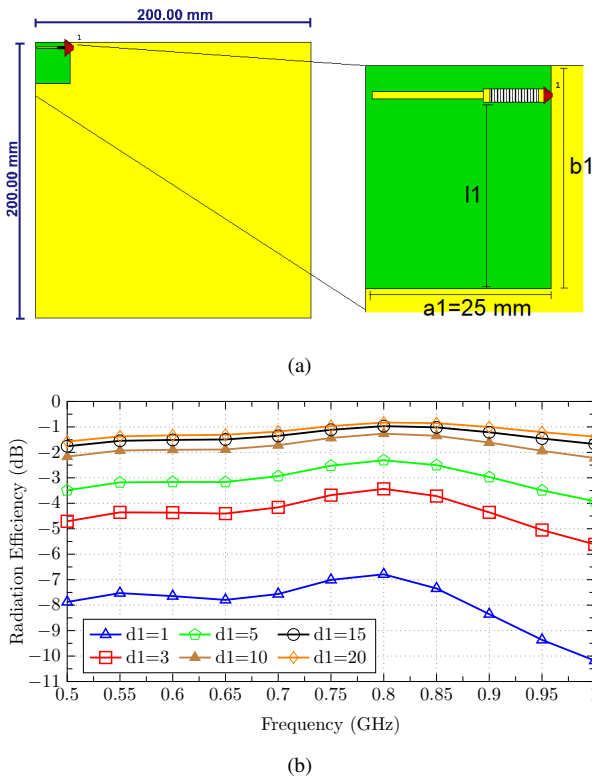 200.00 mm
200.00 mm
1
1
l1
b1
a1=25 mm
(a)
0
−1
−2
−3
−4
−5
−6
−7
−8
−9
−10
−11
Radiation Efficiency (dB)
d1=1 d1=5 d1=15
d1=3 d1=10 d1=20
0.5 0.55 0.6 0.65 0.7 0.75 0.8 0.85 0.9 0.95 1
Frequency (GHz)
(b)